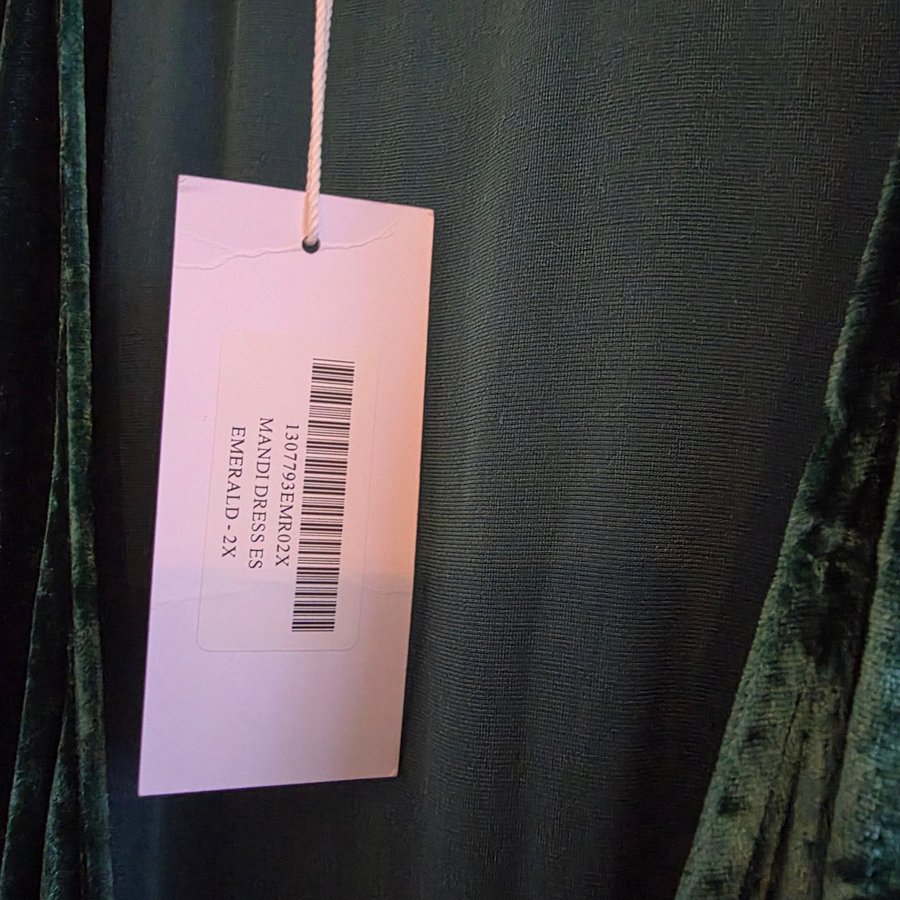 1307793EMR02X
MANDI DRESS ES
EMERALD - 2X